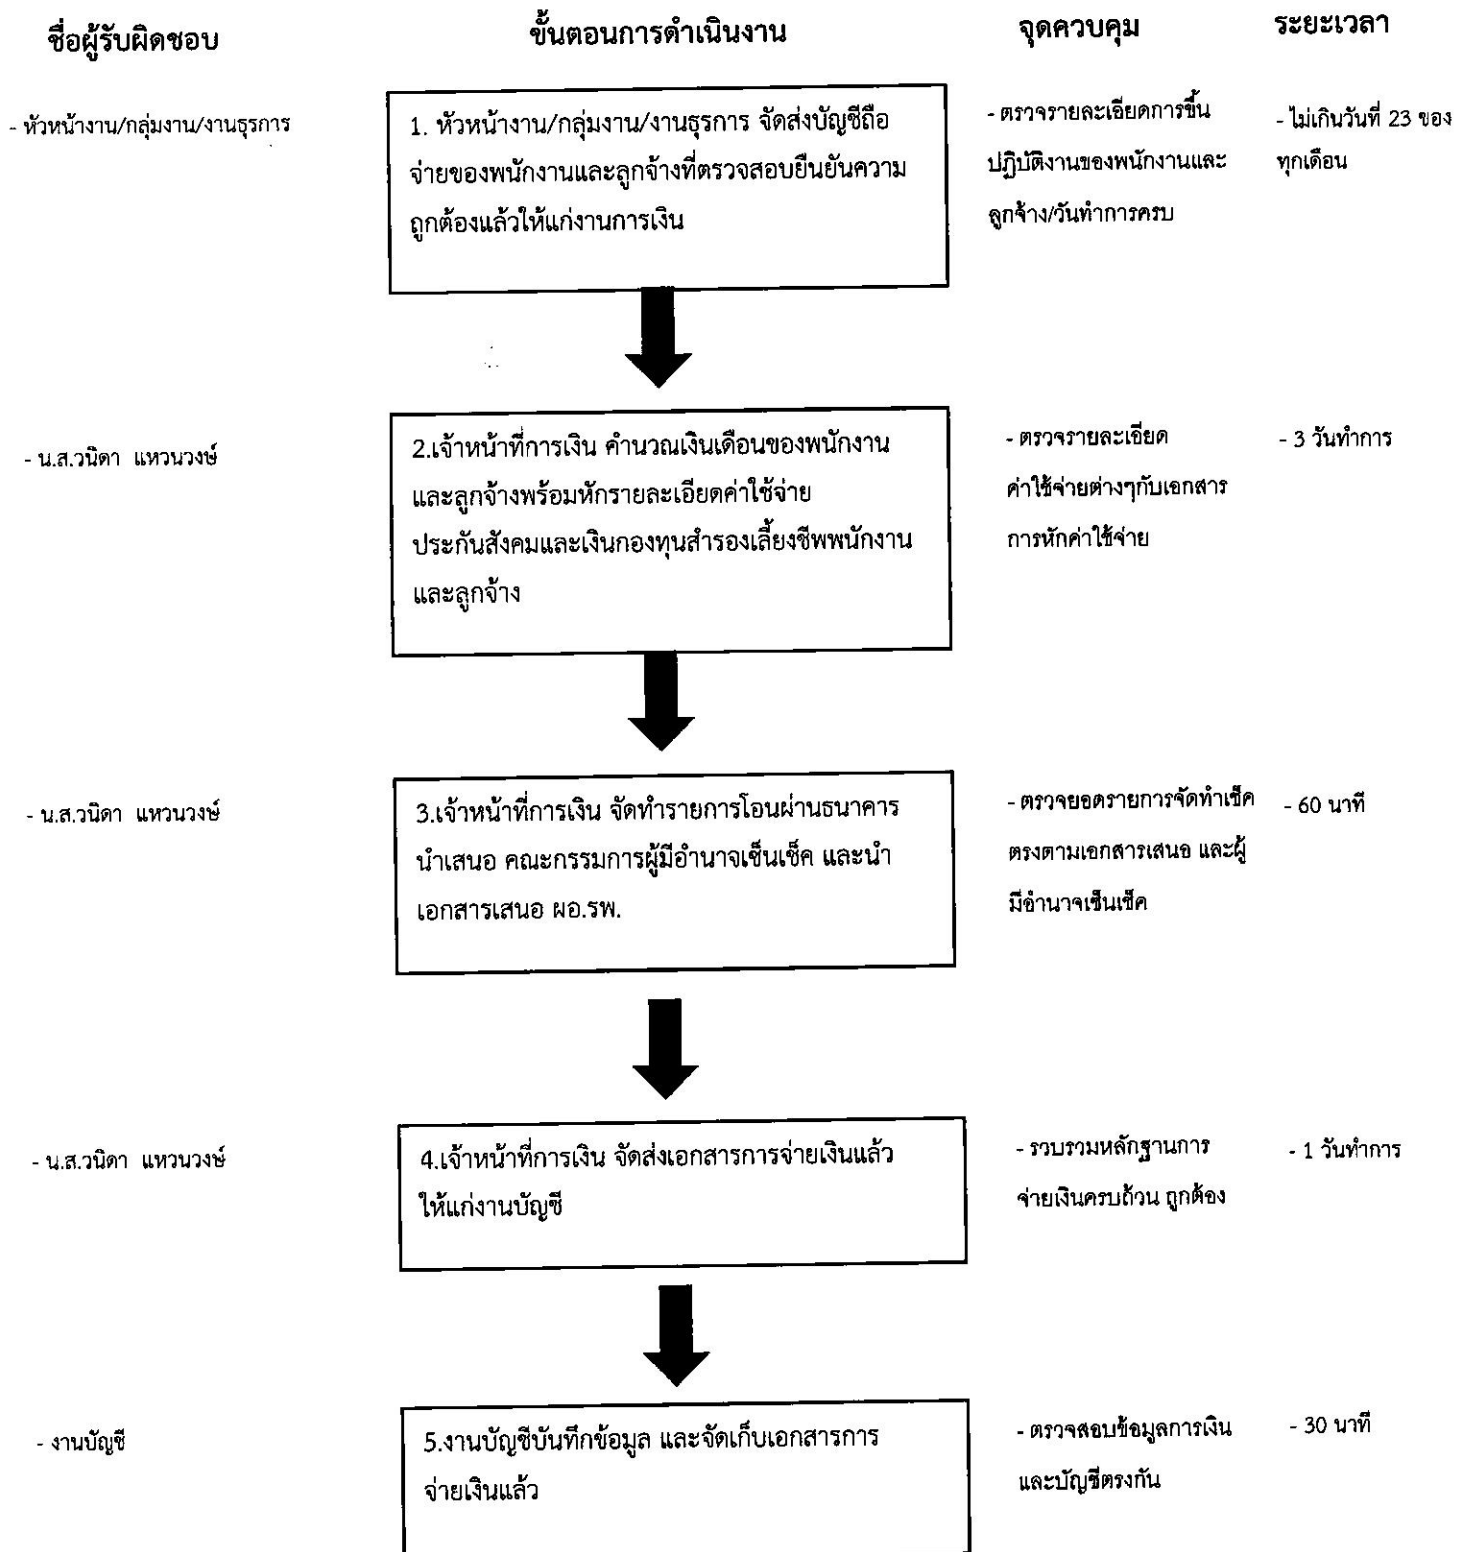 ชื่อผู้รับผิดชอบ
ขั้นตอนการดำเนินงาน
จุดควบคุม
ระยะเวลา
- หัวหน้างาน/กลุ่มงาน/งานธุรการ
1. หัวหน้างาน/กลุ่มงาน/งานธุรการ จัดส่งบัญชีถือ
จ่ายของพนักงานและลูกจ้างที่ตรวจสอบยืนยันความ
ถูกต้องแล้วให้แก่งานการเงิน
- ตรวจรายละเอียดการขึ้น
ปฏิบัติงานของพนักงานและ
ลูกจ้าง/วันทำการครบ
- ไม่เกินวันที่ 23 ของ
ทุกเดือน
- น.ส.วนิดา แหวนวงษ์
2.เจ้าหน้าที่การเงิน คำนวณเงินเดือนของพนักงาน
และลูกจ้างพร้อมหักรายละเอียดค่าใช้จ่าย
ประกันสังคมและเงินกองทุนสำรองเลี้ยงชีพพนักงาน
และลูกจ้าง
- ตรวจรายละเอียด
ค่าใช้จ่ายต่างๆกับเอกสาร
การหักค่าใช้จ่าย
- 3 วันทำการ
- น.ส.วนิดา แหวนวงษ์
3.เจ้าหน้าที่การเงิน จัดทำรายการโอนผ่านธนาคาร
นำเสนอ คณะกรรมการผู้มีอำนาจเซ็นเช็ค และนำ
เอกสารเสนอ ผอ.รพ.
- ตรวจยอดรายการจัดทำเช็ค
ตรงตามเอกสารเสนอ และผู้
มีอำนาจเซ็นเช็ค
- 60 นาที
- น.ส.วนิดา แหวนวงษ์
4.เจ้าหน้าที่การเงิน จัดส่งเอกสารการจ่ายเงินแล้ว
ให้แก่งานบัญชี
- รวบรวมหลักฐานการ
จ่ายเงินครบถ้วน ถูกต้อง
- 1 วันทำการ
- งานบัญชี
5.งานบัญชีบันทึกข้อมูล และจัดเก็บเอกสารการ
จ่ายเงินแล้ว
- ตรวจสอบข้อมูลการเงิน
และบัญชีตรงกัน
- 30 นาที